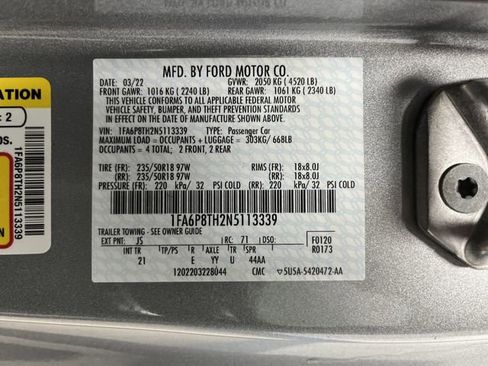 MFD. BY FORD MOTOR CO.
DATE: 03/22 GVWR: 2050 KG ( 4520 LB)
FRONT GAWR: 1016 KG ( 2240 LB) REAR GAWR: 1061 KG ( 2340 LB)
THIS VEHICLE CONFORMS TO ALL APPLICABLE FEDERAL MOTOR
VEHICLE SAFETY, BUMPER, AND THEFT PREVENTION STANDARDS
IN EFFECT ON THE DATE OF MANUFACTURE SHOWN ABOVE.
VIN: 1FA6P8TH2N5113339 TYPE: Passenger Car
MAXIMUM LOAD = OCCUPANTS + LUGGAGE = 303KG/ 668LB
OCCUPANTS = 4 TOTAL: 2 FRONT, 2 REAR
TIRE (FR): 235/50R18 97W RIMS (FR) 18x8.0J
(RR): 235/50R18 97W (RR): 18x8.0J
PRESSURE (FR) 220 kPa/ 32 PSI COLD (RR) 220 kPa/ 32 PSI COLD
1FA6P8TH2N5113339
TRAILER TOWING - SEE OWNER GUIDE
EXT PNT: JS RC: 71 DSO: F0120
INT TR TP/PS R AXLE TR SPR R0173
21 E YY U 44AA
1202203228044 CMC 5U5A-5420472-AA
ATION
: 2
OS.
1FA6P8TH2N5113339